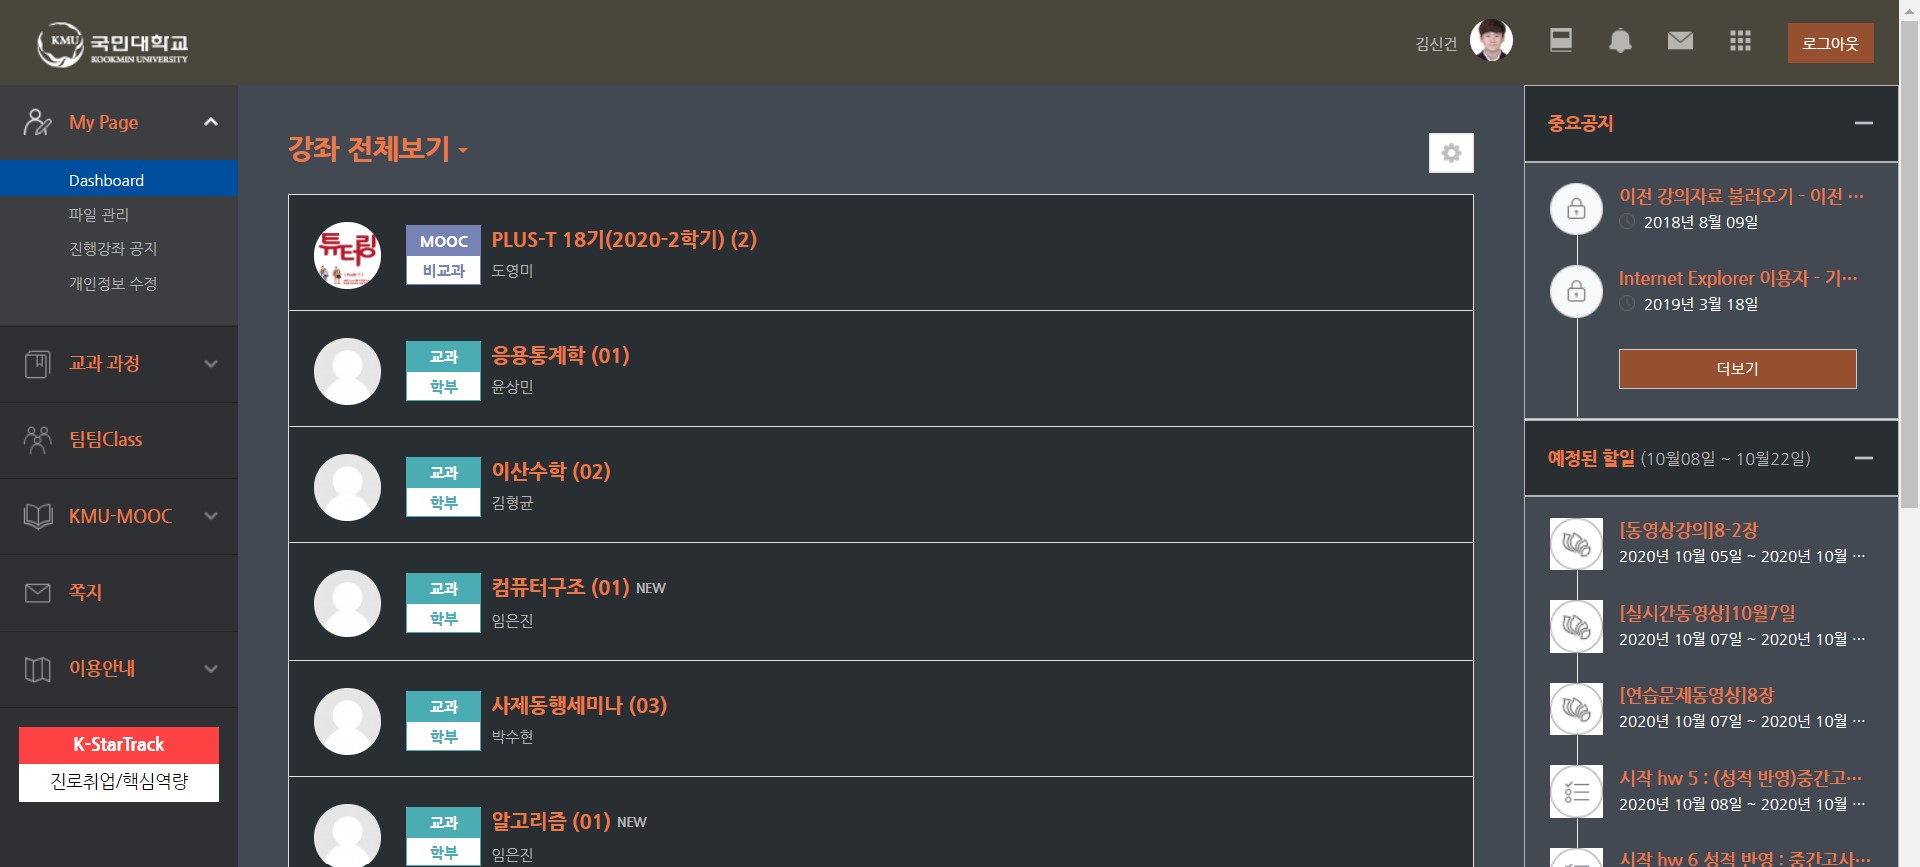 KMU 국민대학교
KOOKMIN UNIVERSITY
김신건
로그아웃
My Page
Dashboard
파일 관리
진행강좌 공지
개인정보 수정
교과 과정
팀팀Class
KMU-MOOC
쪽지
이용안내
K-StarTrack
진로취업/핵심역량
강좌 전체보기
튜터링
MOOC
비교과
PLUS-T 18기(2020-2학기) (2)
도영미
교과
학부
응용통계학 (01)
윤상민
교과
학부
이산수학 (02)
김형균
교과
학부
컴퓨터구조 (01) NEW
임은진
교과
학부
사제동행세미나 (03)
박수현
교과
학부
알고리즘 (01) NEW
임은진
중요공지
이전 강의자료 불러오기 - 이전 ···
2018년 8월 09일
Internet Explorer 이용자 - 기···
2019년 3월 18일
더보기
예정된 할일 (10월08일 ~ 10월22일)
[동영상강의]8-2장
2020년 10월 05일 ~ 2020년 10월 ···
[실시간동영상]10월7일
2020년 10월 07일 ~ 2020년 10월 ···
[연습문제동영상]8장
2020년 10월 07일 ~ 2020년 10월 ···
시작 hw 5 : (성적 반영)중간고···
2020년 10월 08일 ~ 2020년 10월 ···
시작 hw 6 성적 반영 : 중간고사···